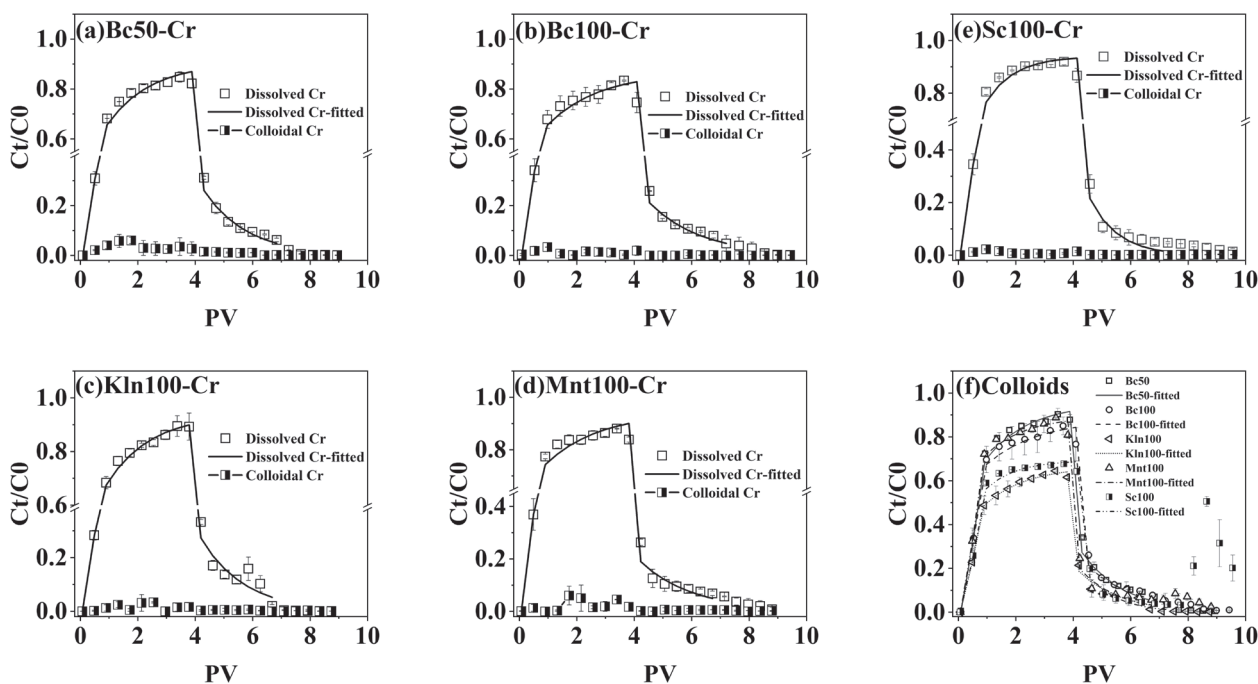 (a)Bc50-Cr
1.0
0.8
0.6
0.2
0.0
Ct/C0
Dissolved Cr
Dissolved Cr-fitted
Colloidal Cr
0 2 4 6 8 10
PV
(b)Bc100-Cr
1.0
0.8
0.6
0.2
0.0
Ct/C0
Dissolved Cr
Dissolved Cr-fitted
Colloidal Cr
0 2 4 6 8 10
PV
(e)Sc100-Cr
1.0
0.8
0.4
0.2
0.0
Ct/C0
Dissolved Cr
Dissolved Cr-fitted
Colloidal Cr
0 2 4 6 8 10
PV
(c)Kln100-Cr
1.0
0.8
0.6
0.2
0.0
Ct/C0
Dissolved Cr
Dissolved Cr-fitted
Colloidal Cr
0 2 4 6 8 10
PV
(d)Mnt100-Cr
1.0
0.8
0.4
0.2
0.0
Ct/C0
Dissolved Cr
Dissolved Cr-fitted
Colloidal Cr
0 2 4 6 8 10
PV
(f)Colloids
1.0
0.8
0.6
0.4
0.2
0.0
Ct/C0
Bc50
Bc50-fitted
Bc100
Bc100-fitted
Kln100
Kln100-fitted
Mnt100
Mnt100-fitted
Sc100
Sc100-fitted
0 2 4 6 8 10
PV